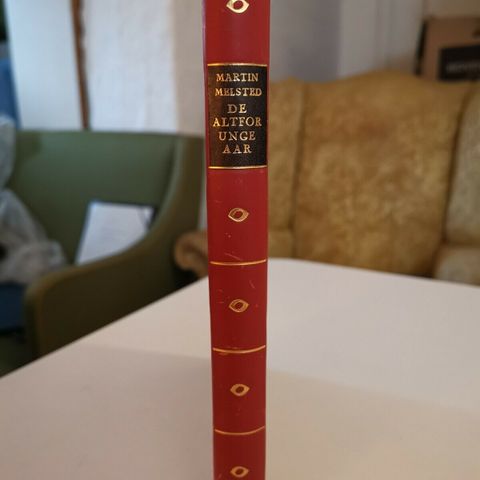 MARTIN
MELSTED
DE
ALTFOR
UNGE
AAR